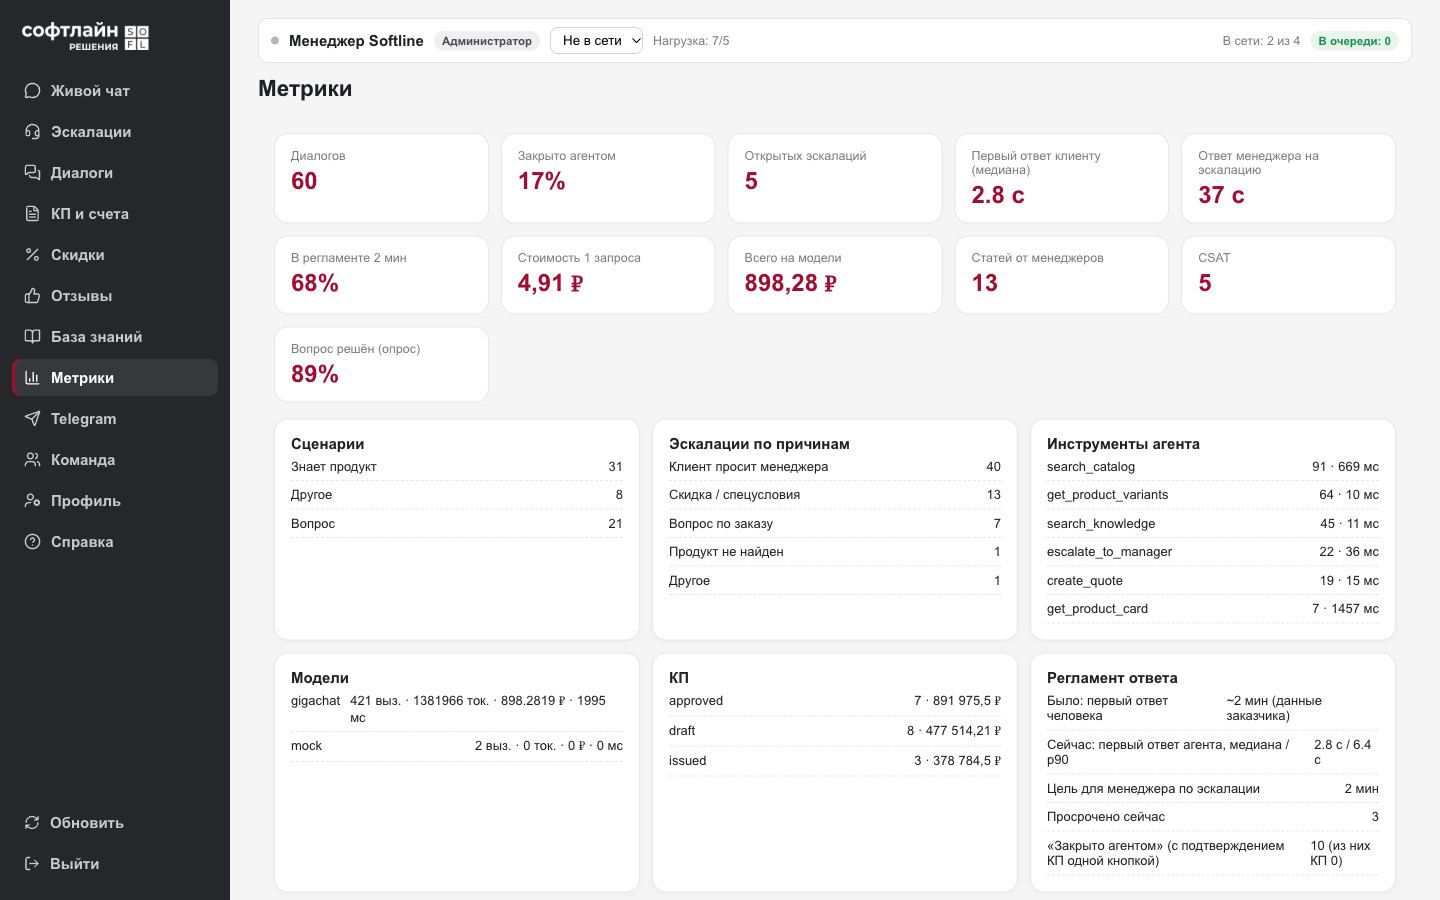 софтлайн
РЕШЕНИЯ
SO
FL
Живой чат
Эскалации
Диалоги
КП и счета
Скидки
Отзывы
База знаний
Метрики
Telegram
Команда
Профиль
Справка
Обновить
Выйти
Менеджер Softline Администратор Не в сети Нагрузка: 7/5 В сети: 2 из 4 В очереди: 0
Метрики
Диалогов
60
Закрыто агентом
17%
Открытых эскалаций
5
Первый ответ клиенту
(медиана)
2.8 с
Ответ менеджера на
эскалацию
37 с
В регламенте 2 мин
68%
Стоимость 1 запроса
4,91 ₽
Всего на модели
898,28 ₽
Статей от менеджеров
13
CSAT
5
Вопрос решён (опрос)
89%
Сценарии
Знает продукт 31
Другое 8
Вопрос 21
Эскалации по причинам
Клиент просит менеджера 40
Скидка / спецусловия 13
Вопрос по заказу 7
Продукт не найден 1
Другое 1
Инструменты агента
search_catalog 91 · 669 мс
get_product_variants 64 · 10 мс
search_knowledge 45 · 11 мс
escalate_to_manager 22 · 36 мс
create_quote 19 · 15 мс
get_product_card 7 · 1457 мс
Модели
gigachat 421 выз. · 1381966 ток. · 898.2819 ₽ · 1995
мс
mock 2 выз. · 0 ток. · 0 ₽ · 0 мс
КП
approved 7 · 891 975,5 ₽
draft 8 · 477 514,21 ₽
issued 3 · 378 784,5 ₽
Регламент ответа
Было: первый ответ ~2 мин (данные
человека заказчика)
Сейчас: первый ответ агента, медиана / 2.8 с / 6.4
p90 с
Цель для менеджера по эскалации 2 мин
Просрочено сейчас 3
«Закрыто агентом» (с подтверждением 10 (из них
КП одной кнопкой) КП 0)